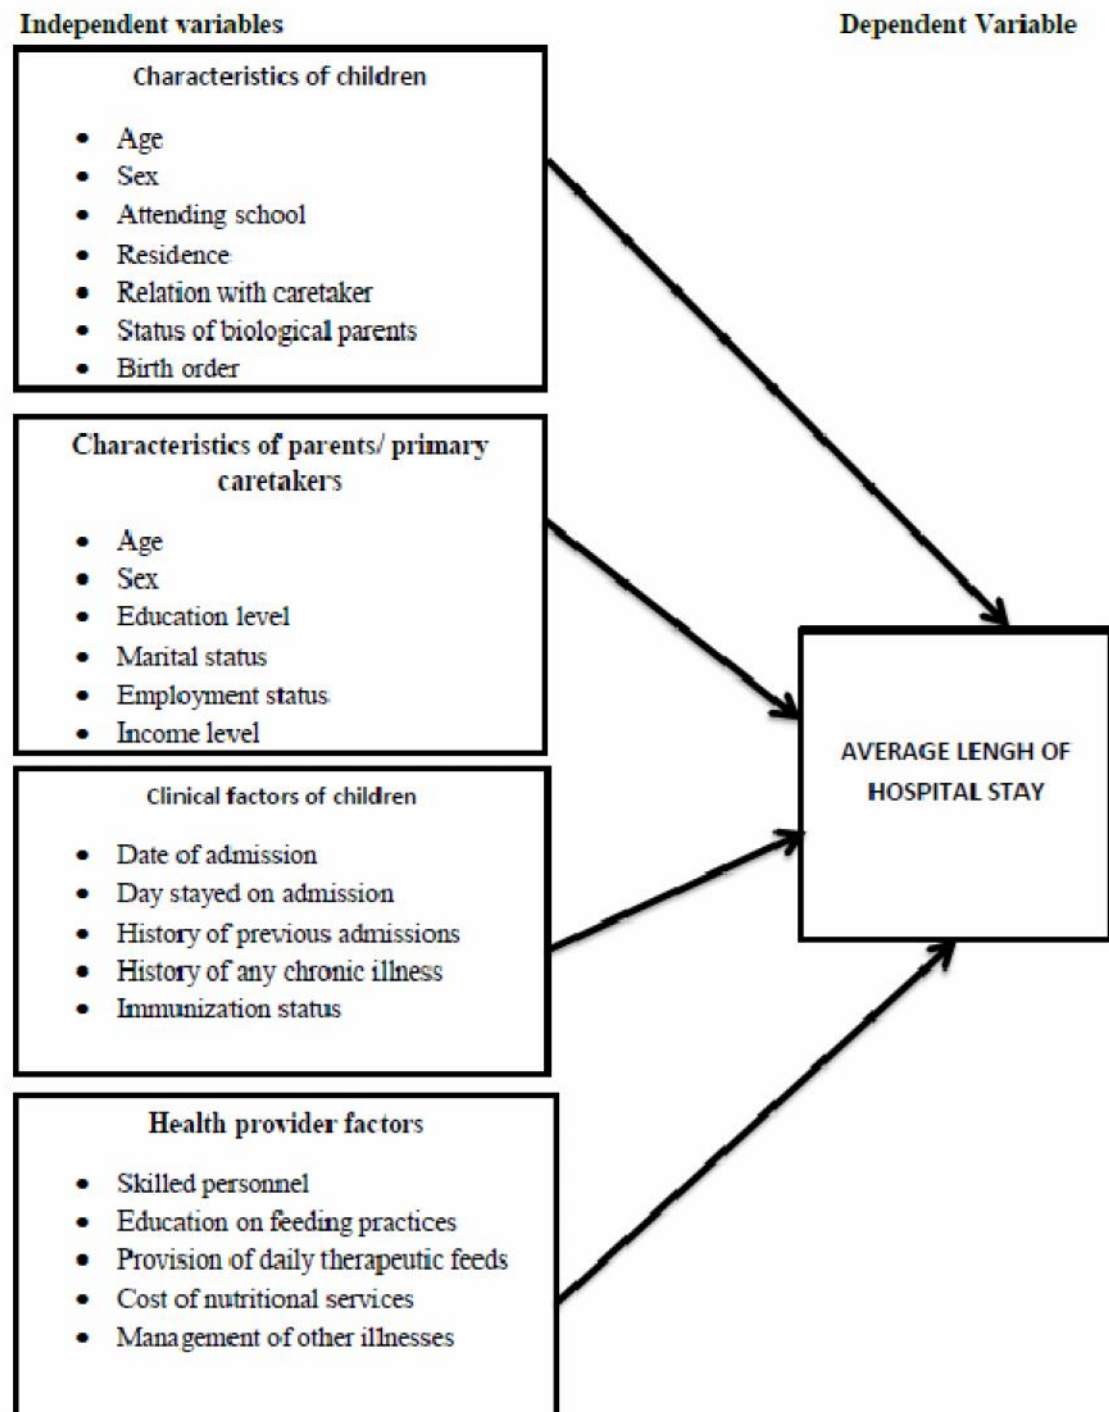 Independent variables
Dependent Variable
Characteristics of children
• Age
• Sex
• Attending school
• Residence
• Relation with caretaker
• Status of biological parents
• Birth order
Characteristics of parents/ primary
caretakers
• Age
• Sex
• Education level
• Marital status
• Employment status
• Income level
Clinical factors of children
• Date of admission
• Day stayed on admission
• History of previous admissions
• History of any chronic illness
• Immunization status
Health provider factors
• Skilled personnel
• Education on feeding practices
• Provision of daily therapeutic feeds
• Cost of nutritional services
• Management of other illnesses
AVERAGE LENGH OF
HOSPITAL STAY